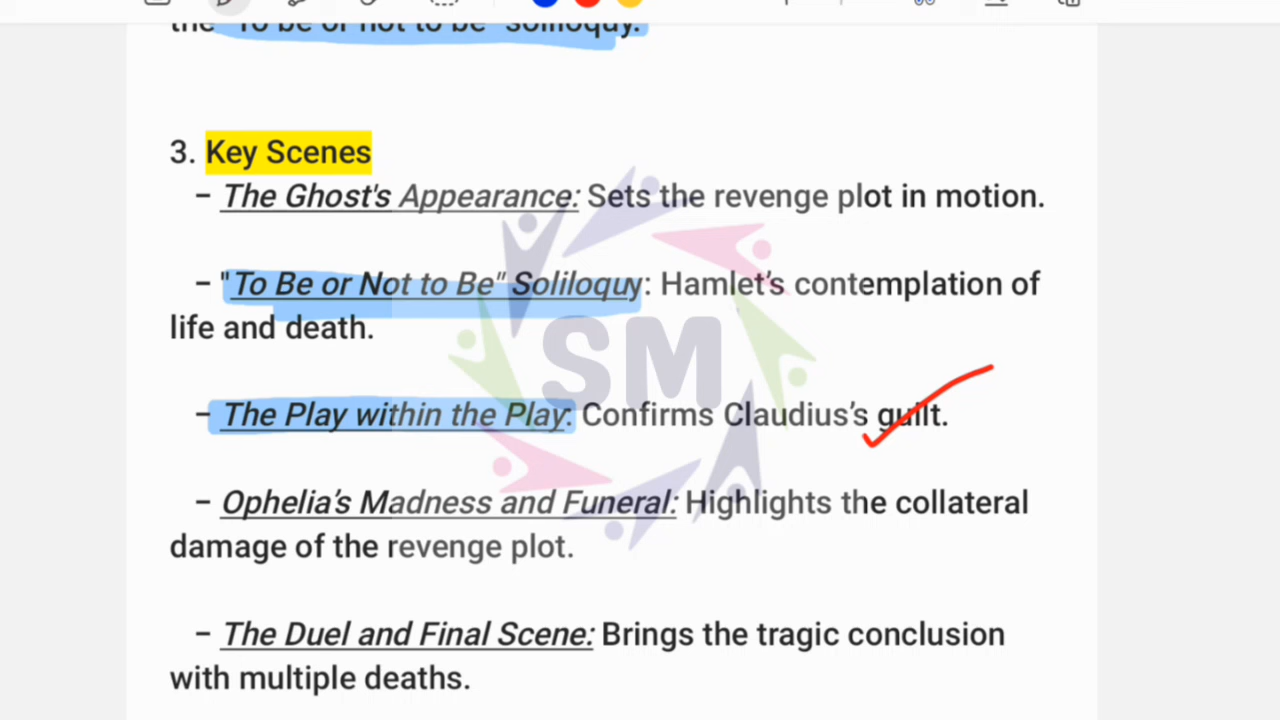 the "To be or not to be" soliloquy.
3. Key Scenes
– The Ghost's Appearance: Sets the revenge plot in motion.
– "To Be or Not to Be" Soliloquy: Hamlet's contemplation of
life and death.
– The Play within the Play: Confirms Claudius's guilt.
– Ophelia's Madness and Funeral: Highlights the collateral
damage of the revenge plot.
– The Duel and Final Scene: Brings the tragic conclusion
with multiple deaths.
SM